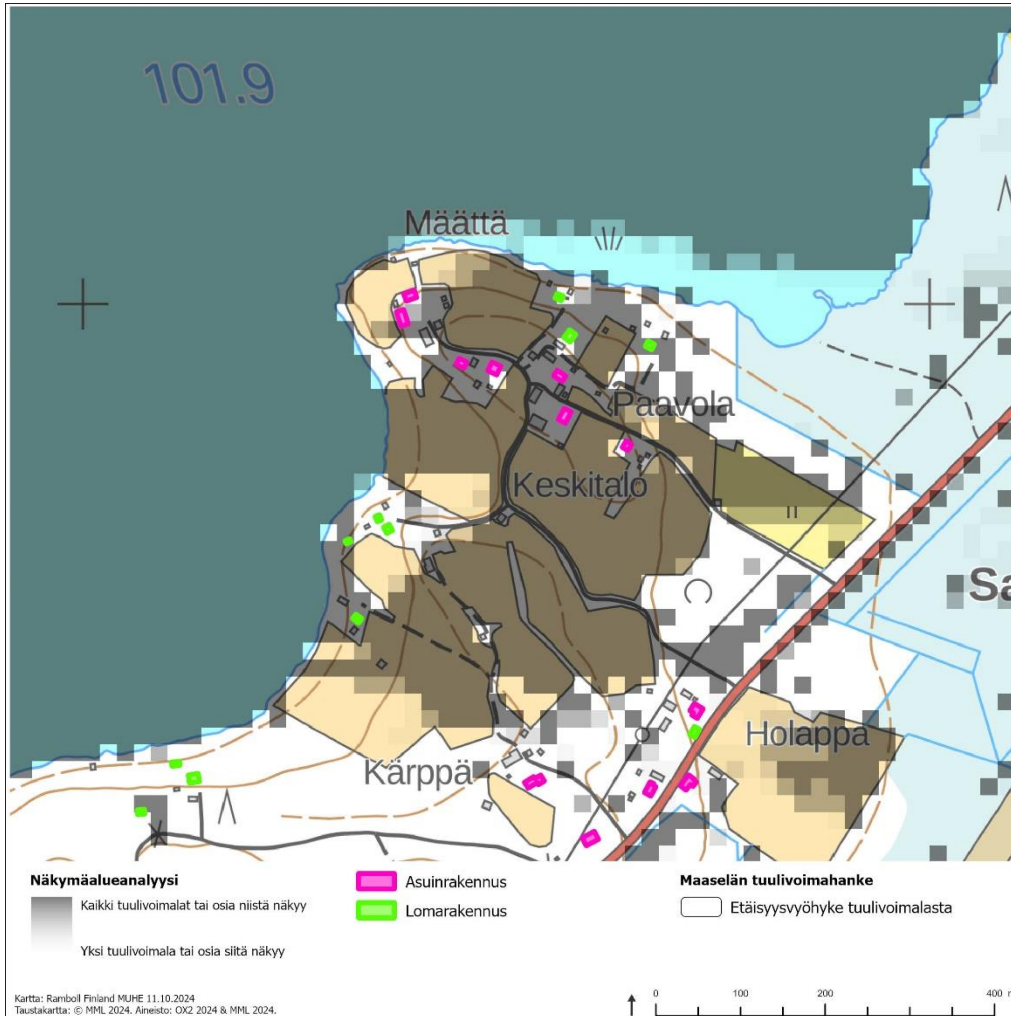 101.9
Määttä
Paavola
Keskitalo
Sa
Holappa
Kärppä
Näkymäalueanalyysi
Kaikki tuulivoimalat tai osia niistä näkyy
Yksi tuulivoimala tai osia siitä näkyy
Asuinrakennus
Lomarakennus
Maaselän tuulivoimahanke
Etäisyysvyöhyke tuulivoimalasta
Kartta: Ramboll Finland MUHE 11.10.2024
Taustakartta: © MML 2024. Aineisto: OX2 2024 & MML 2024.
0 100 200 400 m